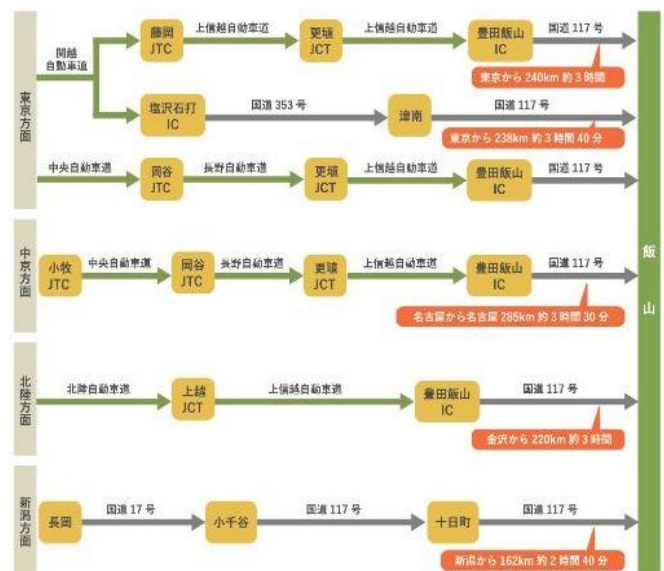 東京方面
関越
自動車道
藤岡
JTC
上信越自動車道
更埴
JCT
上信越自動車道
豊田飯山
IC
国道 117 号
東京から 240km 約 3 時間
塩沢石打
IC
国道 353 号
津南
国道 117 号
東京から 238km 約 3 時間 40 分
中央自動車道
岡谷
JTC
長野自動車道
更埴
JCT
上信越自動車道
豊田飯山
IC
国道 117 号
中京方面
小牧
JTC
中央自動車道
岡谷
JTC
長野自動車道
更埴
JCT
上信越自動車道
豊田飯山
IC
国道 117 号
名古屋から名古屋 285km 約 3 時間 30 分
北陸方面
北陸自動車道
上越
JCT
上信越自動車道
豊田飯山
IC
国道 117 号
金沢から 220km 約 3 時間
新潟方面
長岡
国道 17 号
小千谷
国道 117 号
十日町
国道 117 号
新潟から 162km 約 2 時間 40 分
飯山